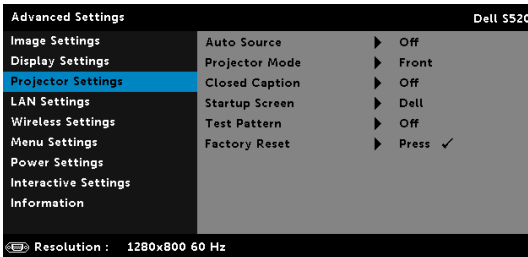 Advanced Settings Dell S520
Image Settings Auto Source Off
Display Settings Projector Mode Front
Projector Settings Closed Caption Off
LAN Settings Startup Screen Dell
Wireless Settings Test Pattern Off
Menu Settings Factory Reset Press ✓
Power Settings
Interactive Settings
Information
Resolution : 1280x800 60 Hz